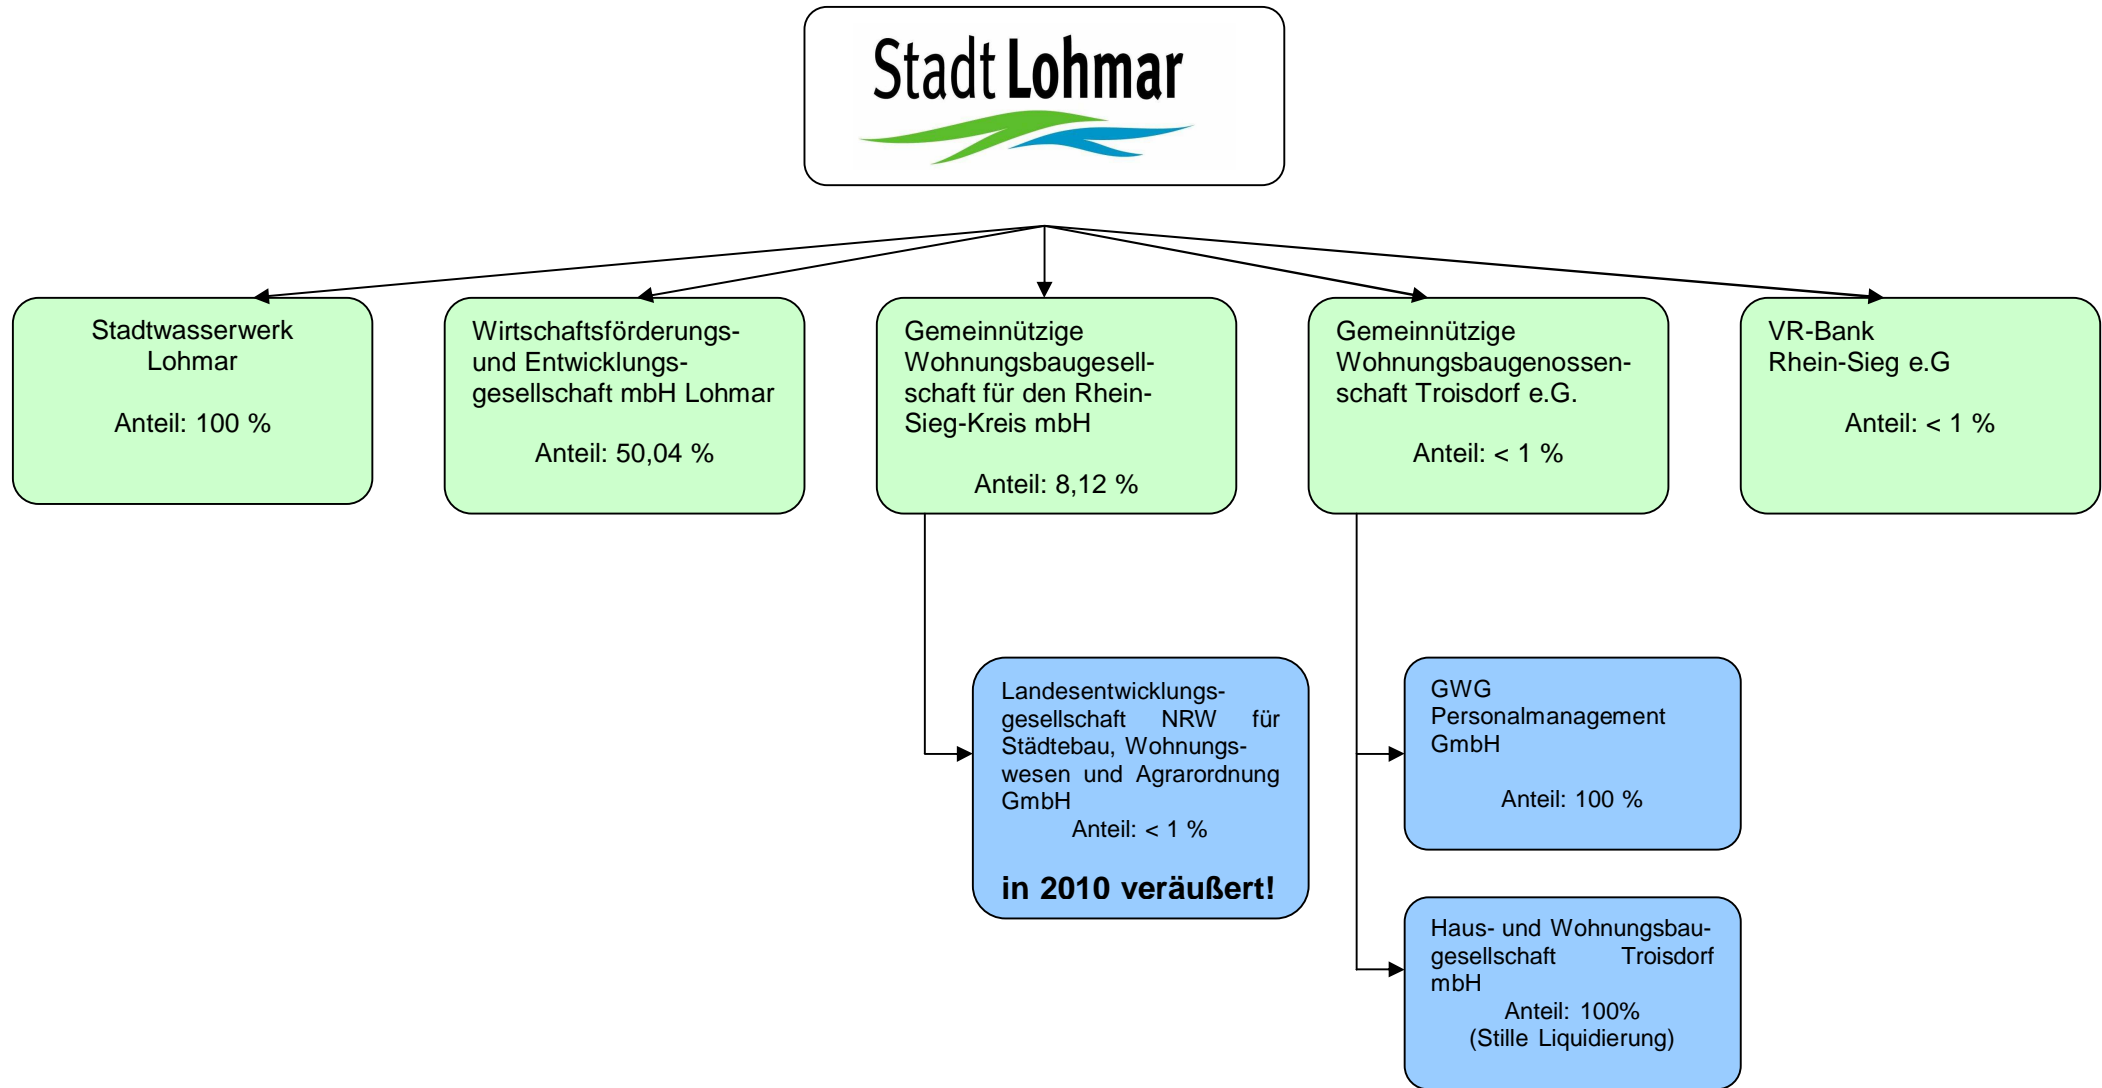 Stadt Lohmar
Stadtwasserwerk
Lohmar
Anteil: 100 %
Wirtschaftsförderungs-
und Entwicklungs-
gesellschaft mbH Lohmar
Anteil: 50,04 %
Gemeinnützige
Wohnungsbaugesell-
schaft für den Rhein-
Sieg-Kreis mbH
Anteil: 8,12 %
Gemeinnützige
Wohnungsbaugenossen-
schaft Troisdorf e.G.
Anteil: < 1 %
VR-Bank
Rhein-Sieg e.G
Anteil: < 1 %
Landesentwicklungs-
gesellschaft NRW für
Städtebau, Wohnungs-
wesen und Agrarordnung
GmbH
Anteil: < 1 %
in 2010 veräußert!
GWG
Personalmanagement
GmbH
Anteil: 100 %
Haus- und Wohnungsbau-
gesellschaft Troisdorf
mbH
Anteil: 100%
(Stille Liquidierung)